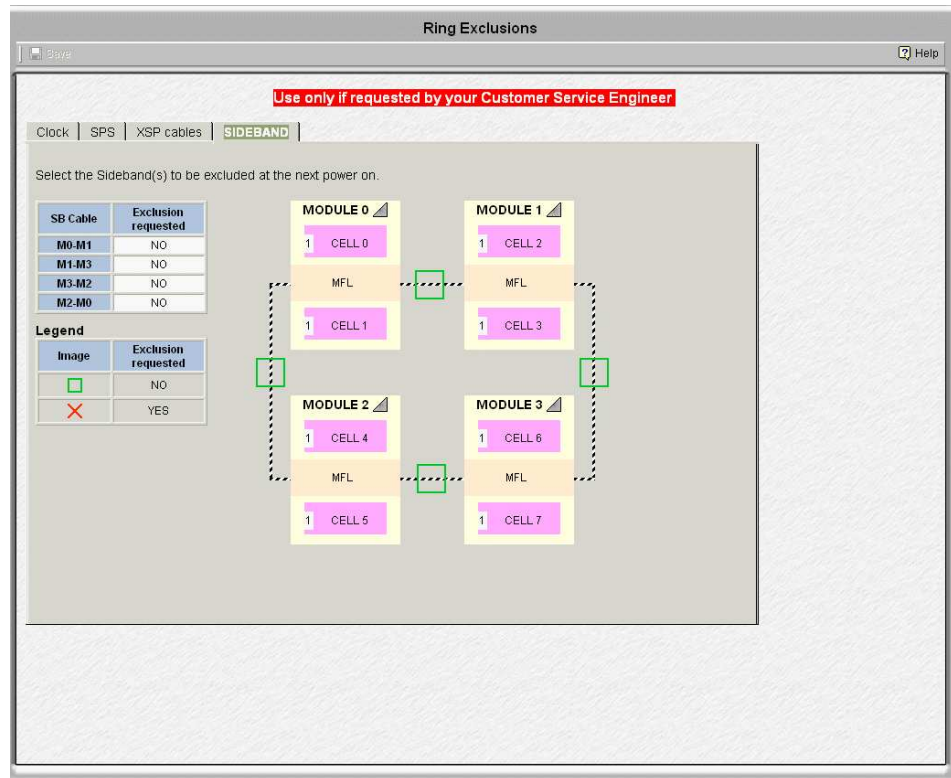 Ring Exclusions
Save
Help
Use only if requested by your Customer Service Engineer
Clock SPS XSP cables SIDEBAND
Select the Sideband(s) to be excluded at the next power on.
SB Cable Exclusion requested
M0-M1 NO
M1-M3 NO
M3-M2 NO
M2-M0 NO
Legend
Image Exclusion requested
NO
YES
MODULE 0
1 CELL 0
MFL
1 CELL 1
MODULE 1
1 CELL 2
MFL
1 CELL 3
MODULE 2
1 CELL 4
MFL
1 CELL 5
MODULE 3
1 CELL 6
MFL
1 CELL 7